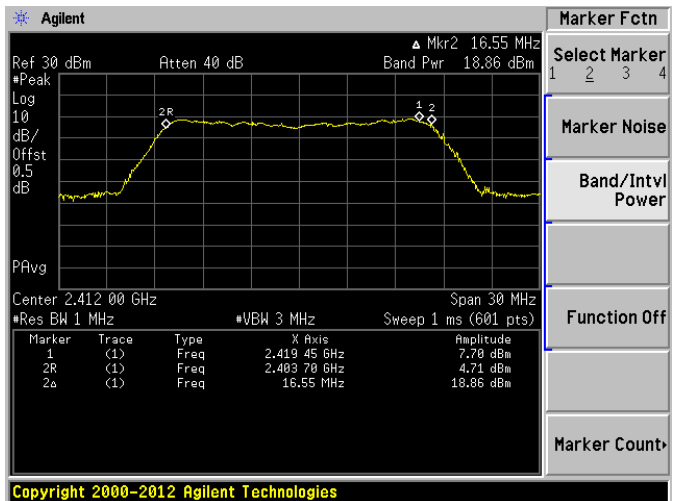 Agilent
Marker Fctn
Δ Mkr2 16.55 MHz
Ref 30 dBm Atten 40 dB Band Pwr 18.86 dBm
#Peak
Log
10
dB/
Offst
0.5
dB
2R
1 2
PAvg
Center 2.412 00 GHz Span 30 MHz
#Res BW 1 MHz #VBW 3 MHz Sweep 1 ms (601 pts)
Marker Trace Type X Axis Amplitude
1 (1) Freq 2.419 45 GHz 7.70 dBm
2R (1) Freq 2.403 70 GHz 4.71 dBm
2Δ (1) Freq 16.55 MHz 18.86 dBm
Select Marker
1 2 3 4
Marker Noise
Band/Intvl
Power
Function Off
Marker Count
Copyright 2000-2012 Agilent Technologies